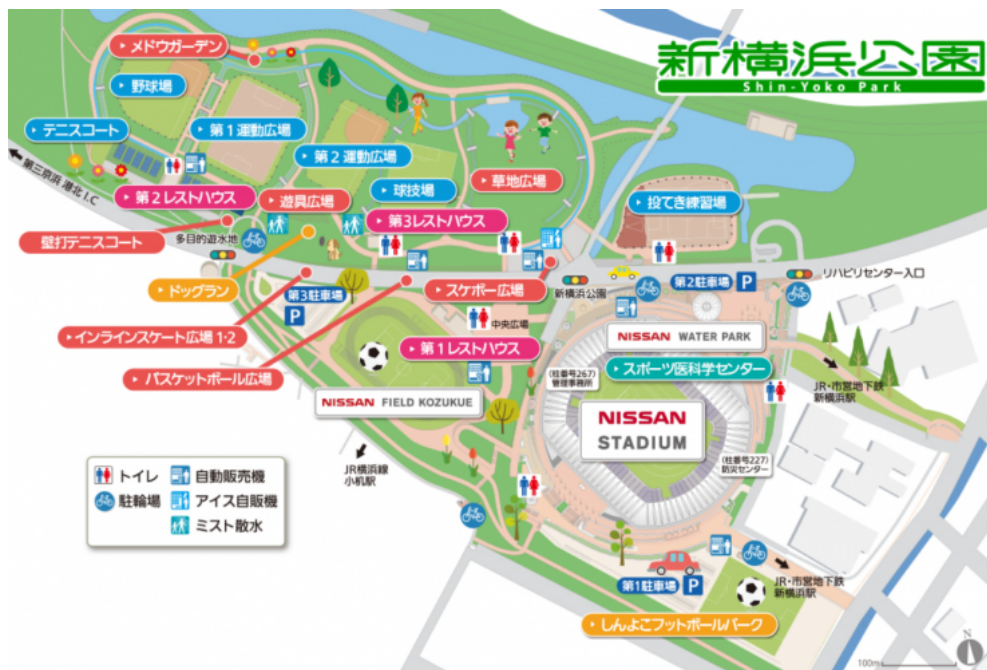 新横浜公園
Shin-Yoko Park
メドウガーデン
野球場
テニスコート
第1運動広場
第2運動広場
第三京浜 港北 I.C
第2レストハウス
遊具広場
球技場
草地広場
投てき練習場
第3レストハウス
壁打テニスコート
多目的遊水地
ドッグラン
第3駐車場
P
スケボー広場
新横浜公園
第2駐車場
P
リハビリセンター入口
インラインスケート広場 1・2
中央広場
NISSAN WATER PARK
第1レストハウス
スポーツ医科学センター
バスケットボール広場
(柱番号267)
管理事務所
JR・市営地下鉄
新横浜駅
NISSAN FIELD KOZUKUE
NISSAN
STADIUM
JR横浜線
小机駅
(柱番号227)
防災センター
トイレ
自動販売機
駐輪場
アイス自販機
ミスト散水
第1駐車場
P
JR・市営地下鉄
新横浜駅
しんよこフットボールパーク
N
100m